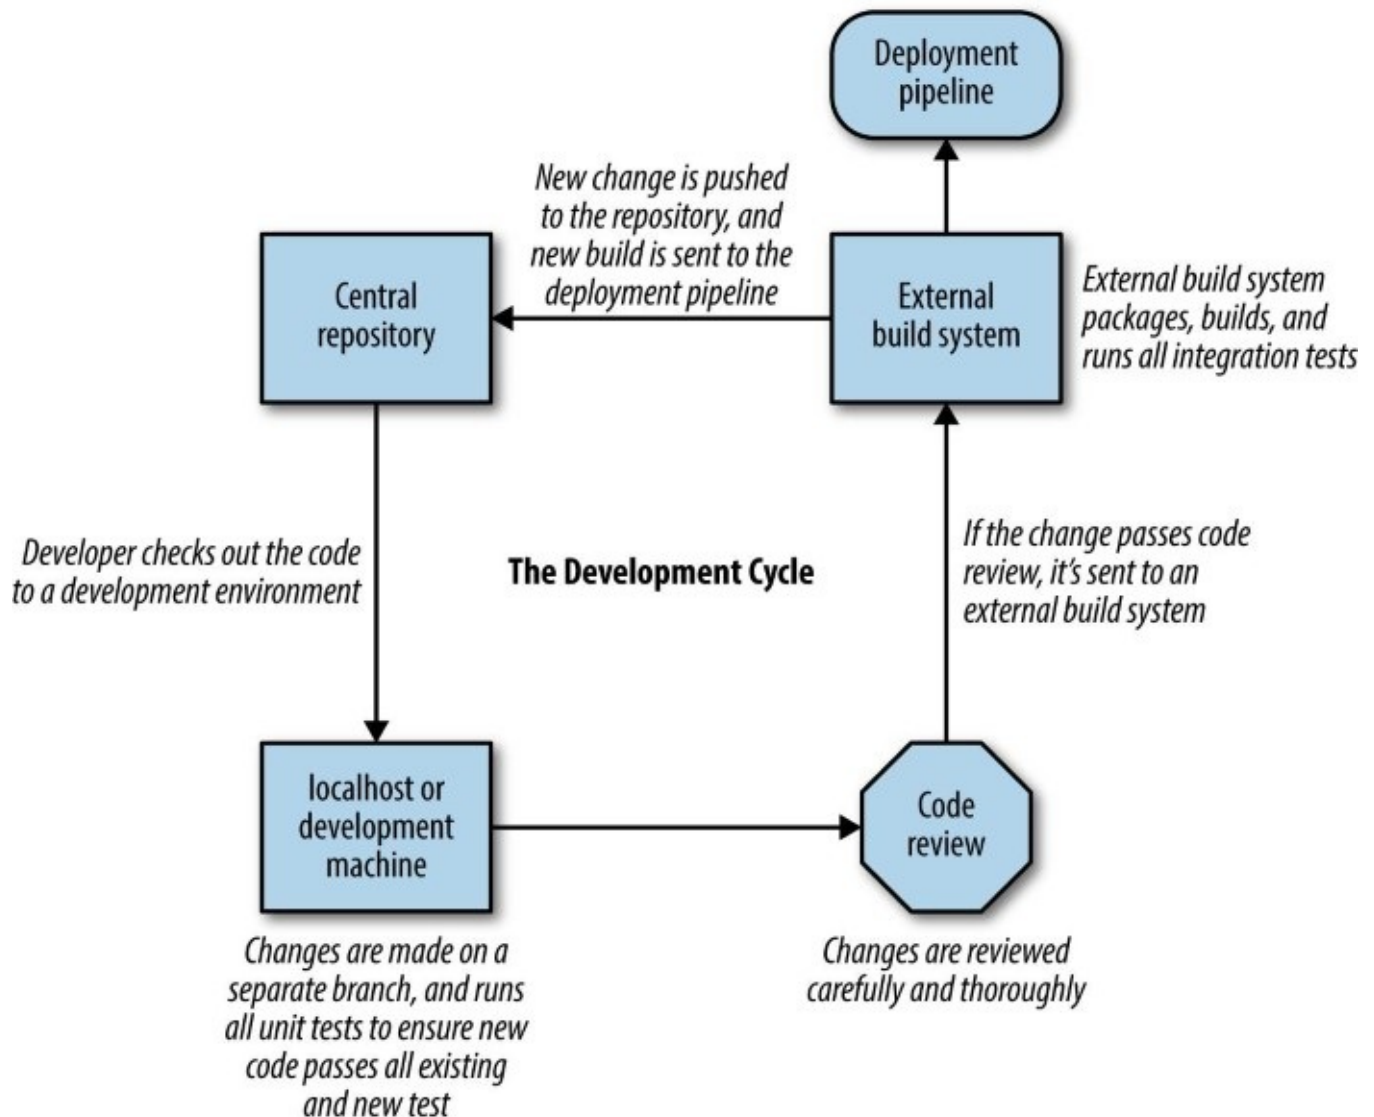 Deployment
pipeline
New change is pushed
to the repository, and
new build is sent to the
deployment pipeline
Central
repository
External
build system
External build system
packages, builds, and
runs all integration tests
Developer checks out the code
to a development environment
The Development Cycle
If the change passes code
review, it's sent to an
external build system
localhost or
development
machine
Code
review
Changes are made on a
separate branch, and runs
all unit tests to ensure new
code passes all existing
and new test
Changes are reviewed
carefully and thoroughly